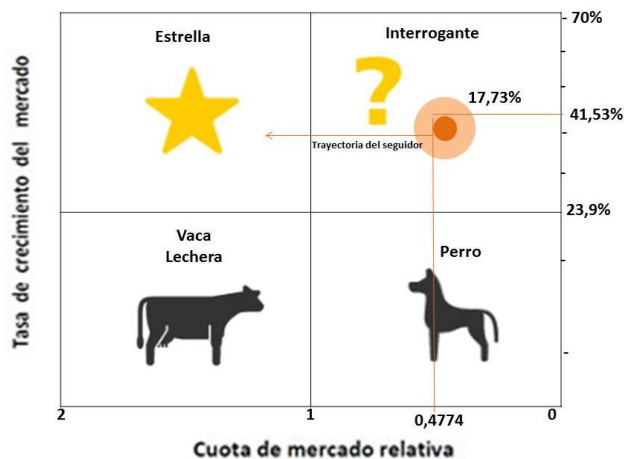 Estrella
Interrogante
70%
?
17,73%
41,53%
Trayectoria del seguidor
23,9%
Vaca
Lechera
Perro
2
1
0,4774
0
Tasa de crecimiento del mercado
Cuota de mercado relativa